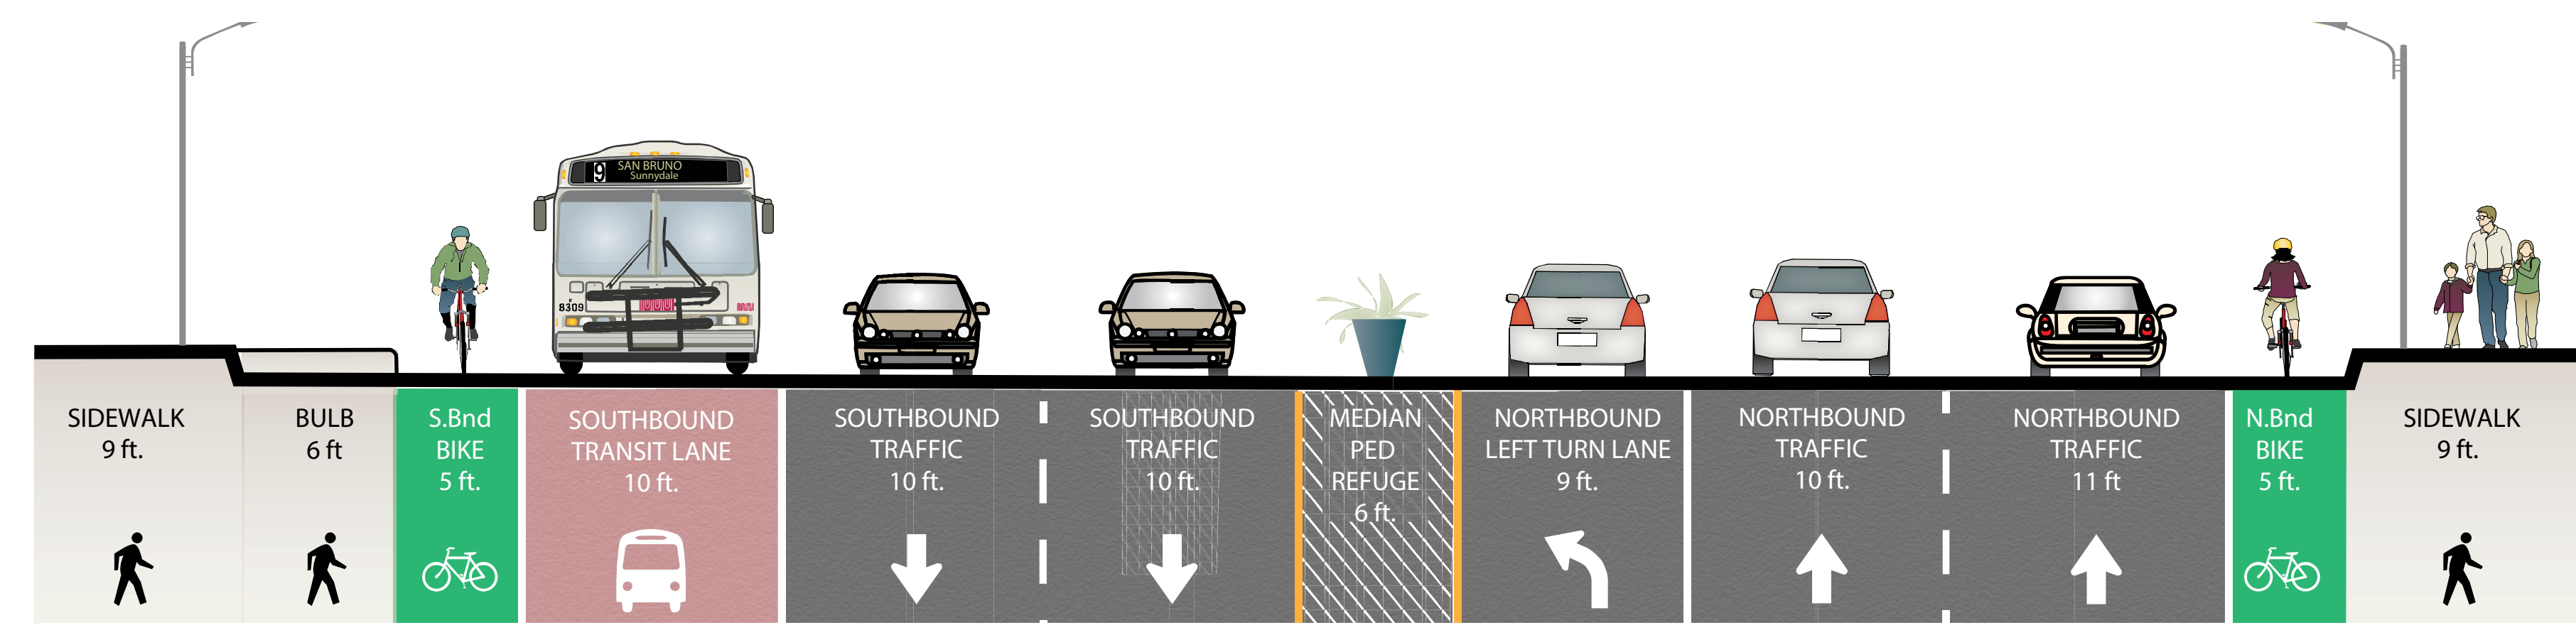 9 SAN BRUNO
Sunnydale
8309
SIDEWALK
9 ft.
BULB
6 ft
S.Bnd
BIKE
5 ft.
SOUTHBOUND
TRANSIT LANE
10 ft.
SOUTHBOUND
TRAFFIC
10 ft.
SOUTHBOUND
TRAFFIC
10 ft.
MEDIAN
PED
REFUGE
6 ft.
NORTHBOUND
LEFT TURN LANE
9 ft.
NORTHBOUND
TRAFFIC
10 ft.
NORTHBOUND
TRAFFIC
11 ft
N.Bnd
BIKE
5 ft.
SIDEWALK
9 ft.